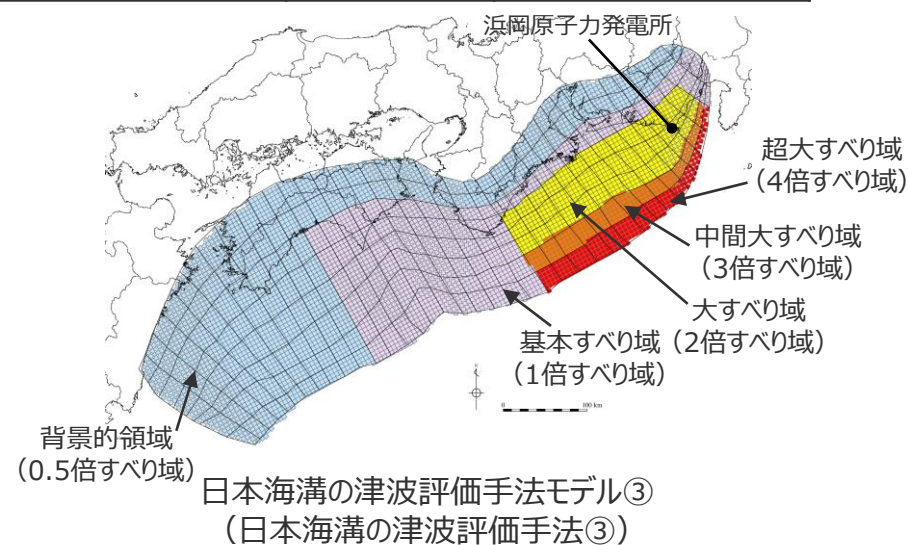 浜岡原子力発電所
超大すべり域
（4倍すべり域）
中間大すべり域
（3倍すべり域）
大すべり域
（2倍すべり域）
基本すべり域
（1倍すべり域）
0 100 km
背景的領域
（0.5倍すべり域）
日本海溝の津波評価手法モデル③
（日本海溝の津波評価手法③）